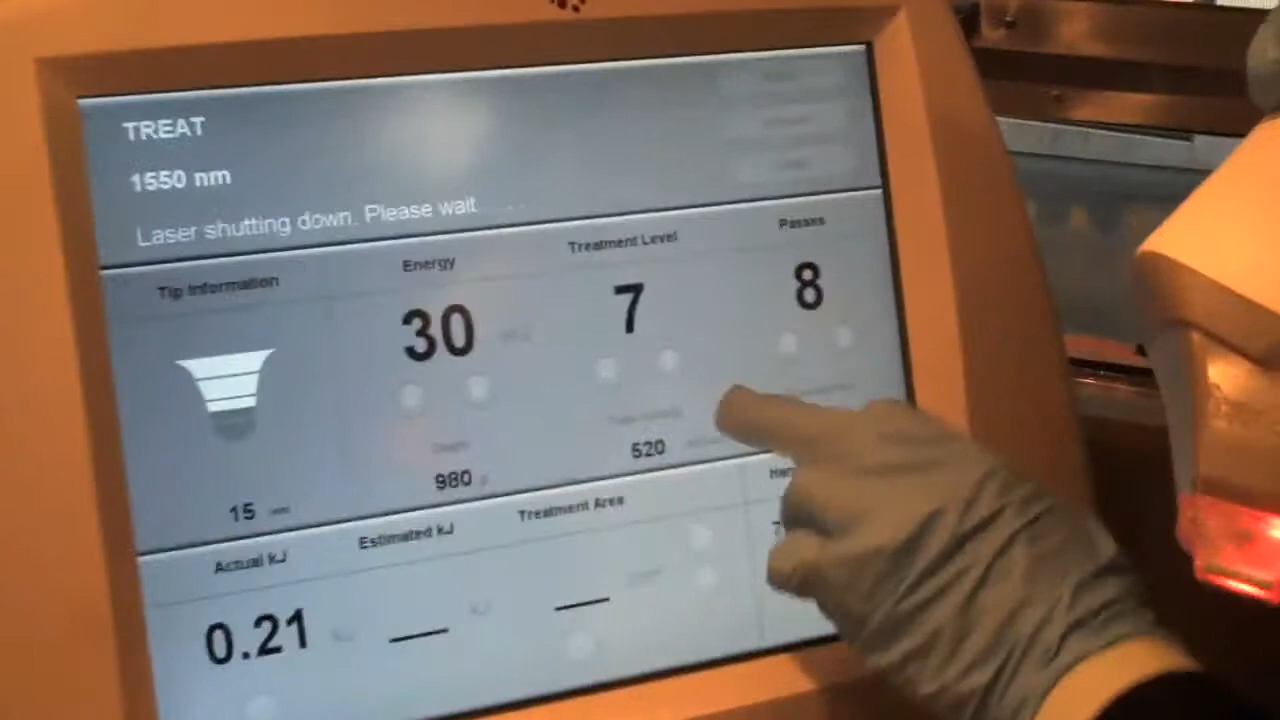 TREAT
1550 nm
Laser shutting down. Please wait
Tip Information
Energy
Treatment Level
Passes
30
7
8
15
980
520
Actual kJ
Estimated kJ
Treatment Area
0.21